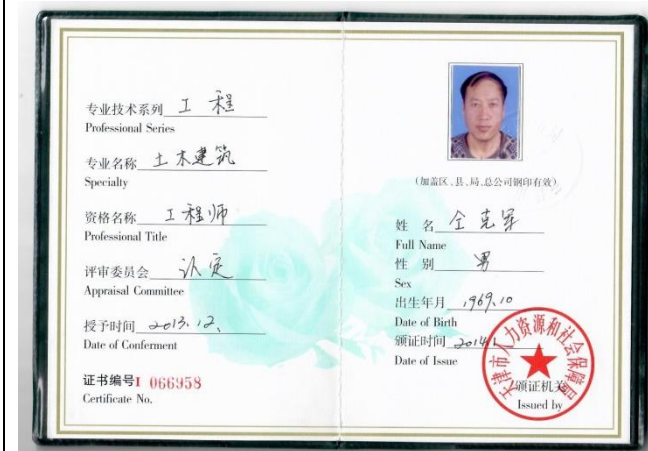 专业技术系列 工程
Professional Series
专业名称 土木建筑
Specialty
资格名称 工程师
Professional Title
评审委员会 认定
Appraisal Committee
授予时间 2013.12.
Date of Conferment
证书编号I 066958
Certificate No.
(加盖区、县、局、总公司钢印有效)
姓 名 仝克军
Full Name
性 别 男
Sex
出生年月 1969.10
Date of Birth
颁证时间 2014.1
Date of Issue
颁证机关
Issued by
天津市人力资源和社会保障局